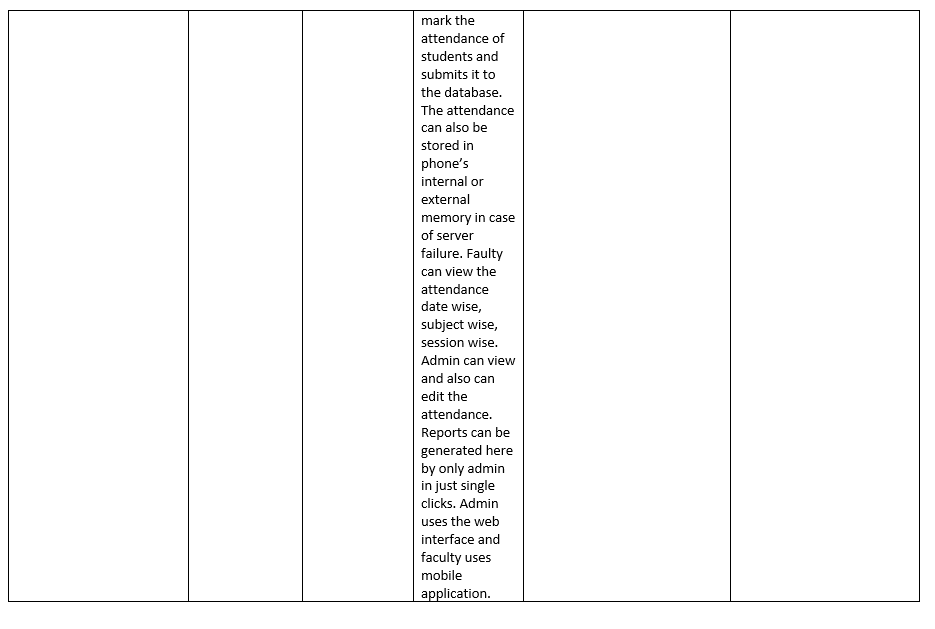 mark the
attendance of
students and
submits it to
the database.
The attendance
can also be
stored in
phone’s
internal or
external
memory in case
of server
failure. Faulty
can view the
attendance
date wise,
subject wise,
session wise.
Admin can view
and also can
edit the
attendance.
Reports can be
generated here
by only admin
in just single
clicks. Admin
uses the web
interface and
faculty uses
mobile
application.